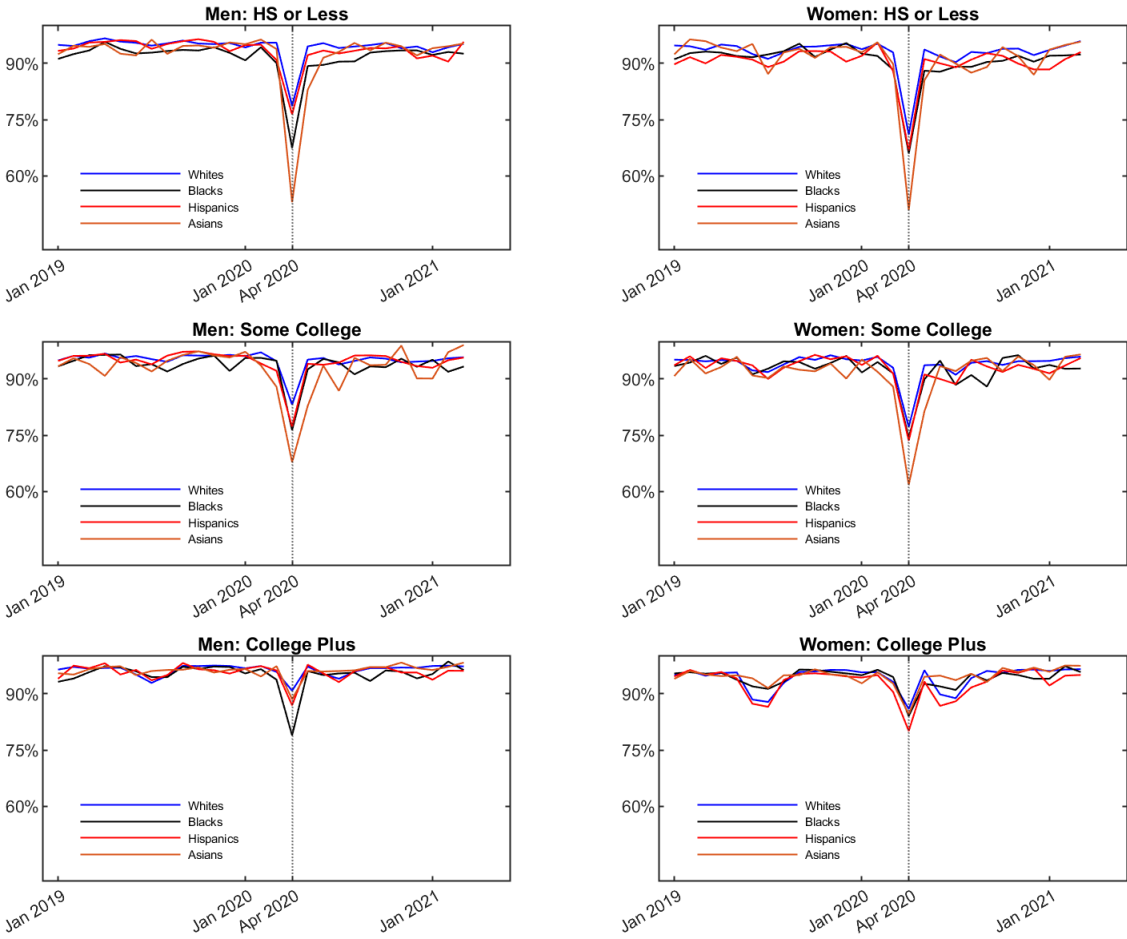 Men: HS or Less
90%
75%
60%
Whites
Blacks
Hispanics
Asians
Jan 2019
Jan 2020
Apr 2020
Jan 2021
Women: HS or Less
90%
75%
60%
Whites
Blacks
Hispanics
Asians
Jan 2019
Jan 2020
Apr 2020
Jan 2021
Men: Some College
90%
75%
60%
Whites
Blacks
Hispanics
Asians
Jan 2019
Jan 2020
Apr 2020
Jan 2021
Women: Some College
90%
75%
60%
Whites
Blacks
Hispanics
Asians
Jan 2019
Jan 2020
Apr 2020
Jan 2021
Men: College Plus
90%
75%
60%
Whites
Blacks
Hispanics
Asians
Jan 2019
Jan 2020
Apr 2020
Jan 2021
Women: College Plus
90%
75%
60%
Whites
Blacks
Hispanics
Asians
Jan 2019
Jan 2020
Apr 2020
Jan 2021